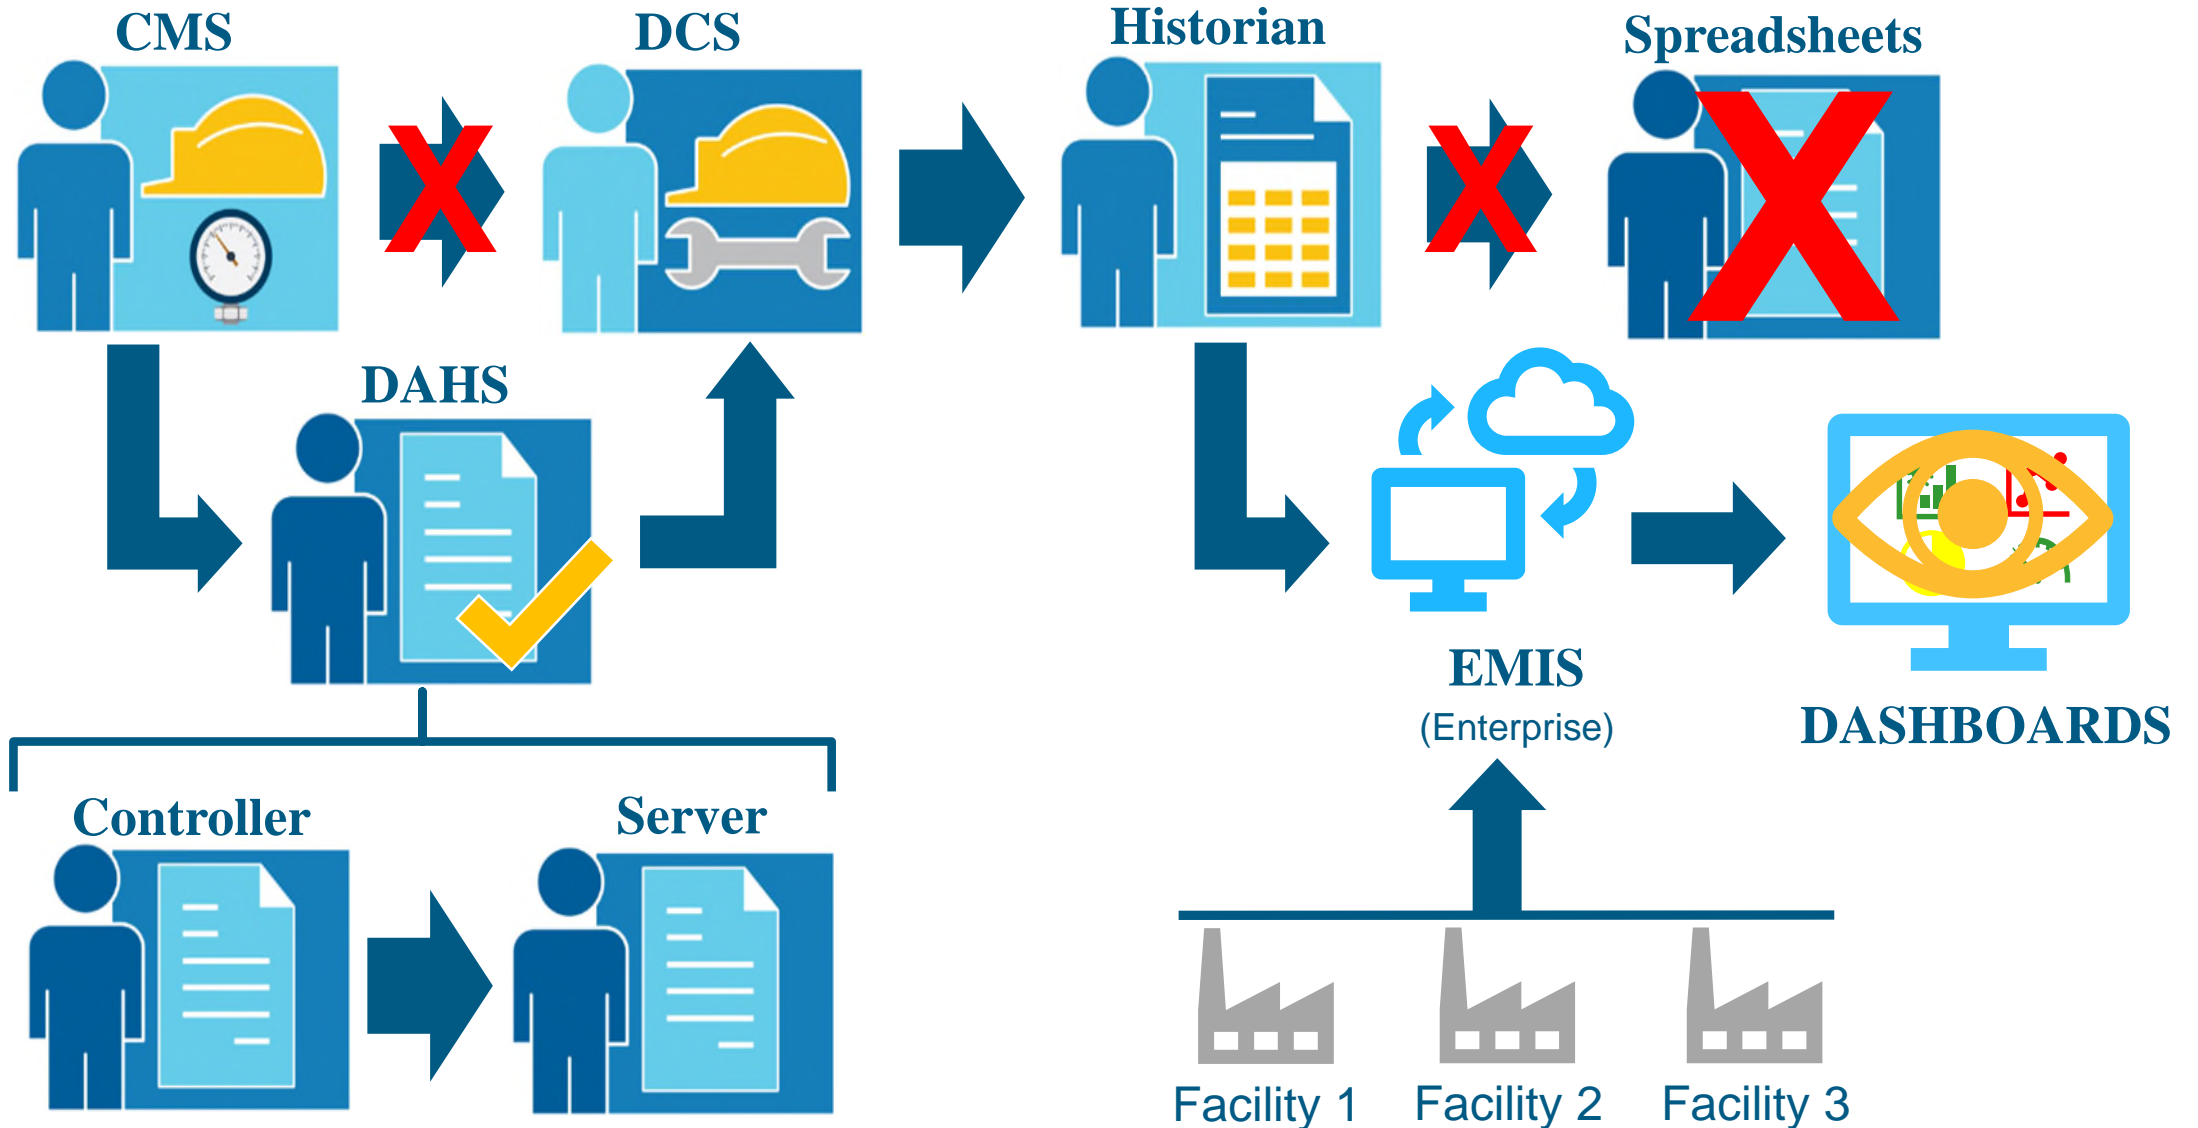 CMS
DCS
Historian
Spreadsheets
DAHS
EMIS
(Enterprise)
DASHBOARDS
Controller
Server
Facility 1
Facility 2
Facility 3